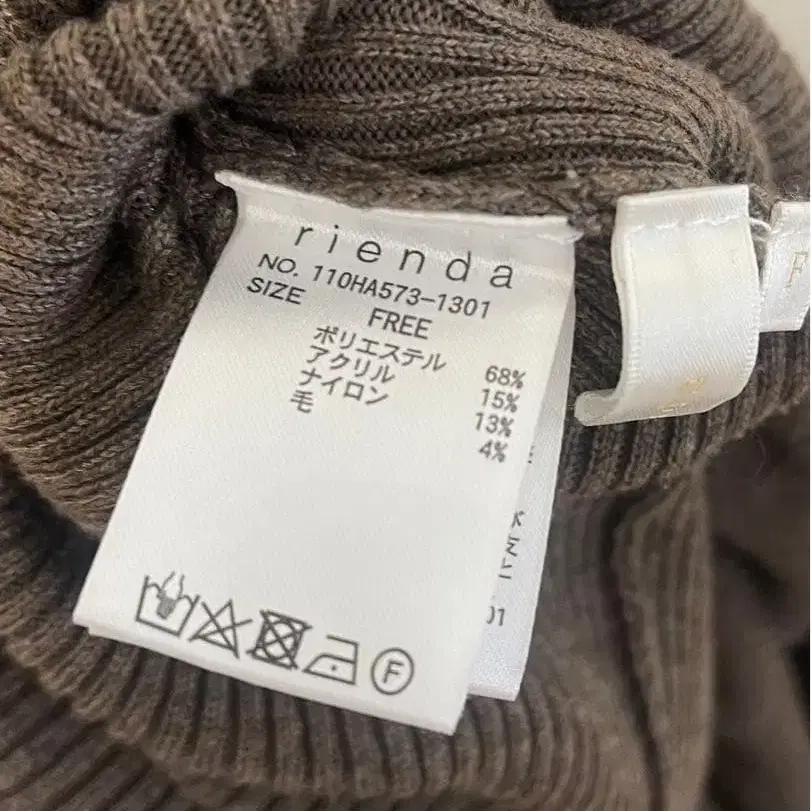 rienda
NO. 110HA573-1301
SIZE
FREE
ポリエステル 68%
アクリル 15%
ナイロン 13%
毛 4%
F
F
01